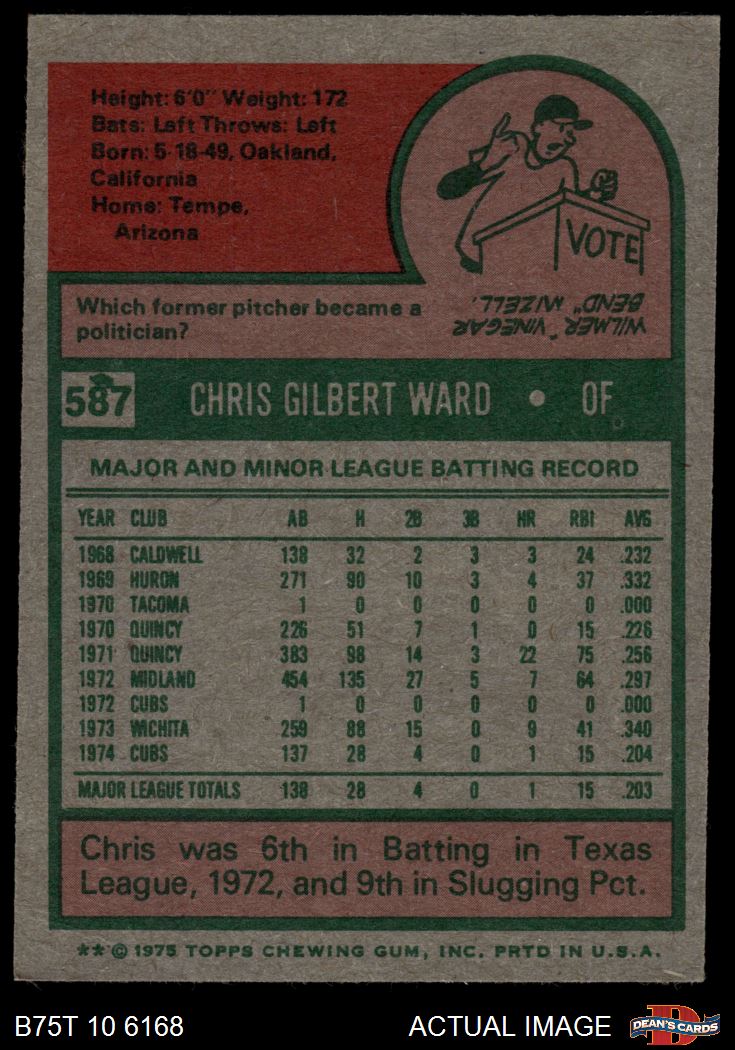 Height: 6'0" Weight: 172
Bats: Left Throws: Left
Born: 5-18-49, Oakland,
California
Home: Tempe,
Arizona
VOTE
Which former pitcher became a
politician?
WILMER "VINEGAR
BEND" MIZELL.
587 CHRIS GILBERT WARD • OF
MAJOR AND MINOR LEAGUE BATTING RECORD
YEAR CLUB AB H 2B 3B HR RBI AVG
1968 CALDWELL 138 32 2 3 3 24 .232
1969 HURON 271 90 10 3 4 37 .332
1970 TACOMA 1 0 0 0 0 0 .000
1970 QUINCY 226 51 7 1 0 15 .226
1971 QUINCY 383 98 14 3 22 75 .256
1972 MIDLAND 454 135 27 5 7 64 .297
1972 CUBS 1 0 0 0 0 0 .000
1973 WICHITA 259 88 15 0 9 41 .340
1974 CUBS 137 28 4 0 1 15 .204
MAJOR LEAGUE TOTALS 138 28 4 0 1 15 .203
Chris was 6th in Batting in Texas
League, 1972, and 9th in Slugging Pct.
**© 1975 TOPPS CHEWING GUM, INC. PRTD IN U.S.A.
B75T 10 6168 ACTUAL IMAGE DEAN'S CARDS